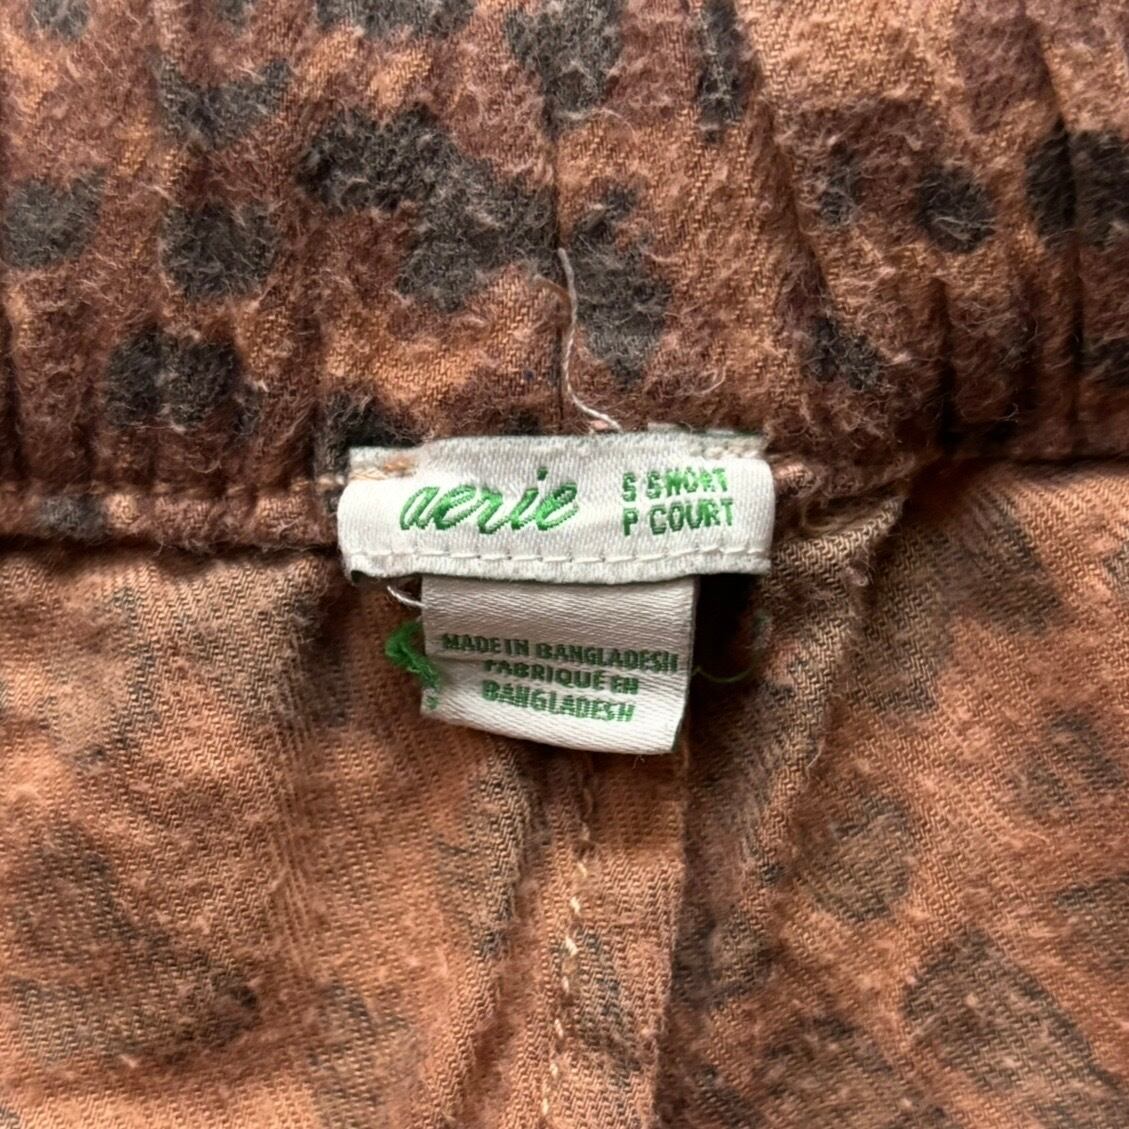 aerie
S SHORT
P COURT
MADE IN BANGLADESH
FABRIQUÉ EN
BANGLADESH